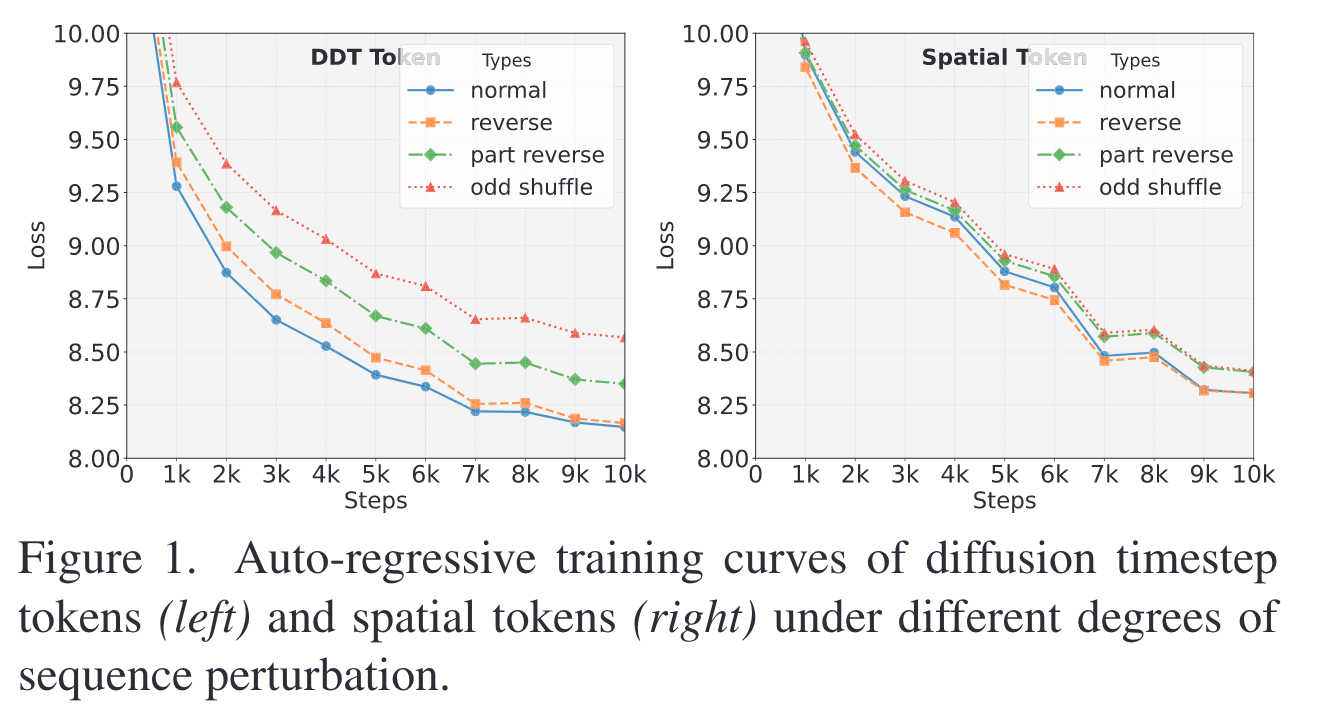 DDT Token
Types
normal
reverse
part reverse
odd shuffle
10.00
9.75
9.50
9.25
9.00
8.75
8.50
8.25
8.00
Loss
0 1k 2k 3k 4k 5k 6k 7k 8k 9k 10k
Steps
Spatial Token
Types
normal
reverse
part reverse
odd shuffle
10.00
9.75
9.50
9.25
9.00
8.75
8.50
8.25
8.00
Loss
0 1k 2k 3k 4k 5k 6k 7k 8k 9k 10k
Steps
Figure 1. Auto-regressive training curves of diffusion timestep
tokens (left) and spatial tokens (right) under different degrees of
sequence perturbation.